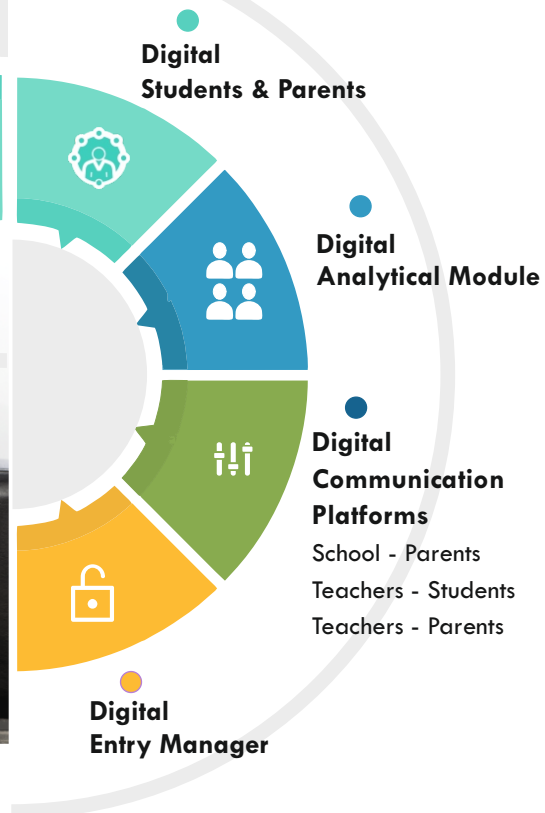 Digital
Students & Parents
Digital
Analytical Module
Digital
Communication
Platforms
School - Parents
Teachers - Students
Teachers - Parents
Digital
Entry Manager